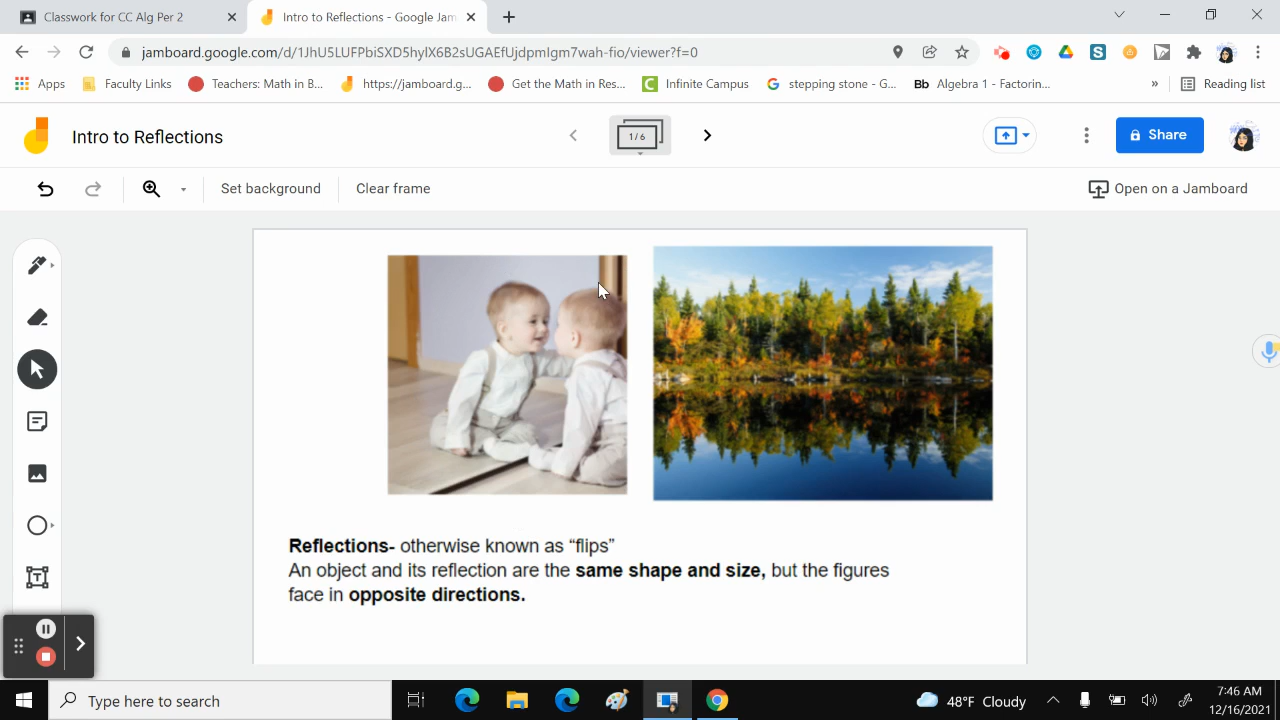 Classwork for CC Alg Per 2
Intro to Reflections - Google Jam
jamboard.google.com/d/1JhU5LUFPbiSXD5hyIX6B2sUGAEfUjdpmIgm7wah-fio/viewer?f=0
Apps
Faculty Links
Teachers: Math in B...
https://jamboard.g...
Get the Math in Res...
Infinite Campus
stepping stone - G...
Bb Algebra 1 - Factorin...
»
Reading list
Intro to Reflections
1/6
Share
Set background
Clear frame
Open on a Jamboard
Reflections- otherwise known as “flips”
An object and its reflection are the same shape and size, but the figures
face in opposite directions.
Type here to search
48°F Cloudy
7:46 AM
12/16/2021